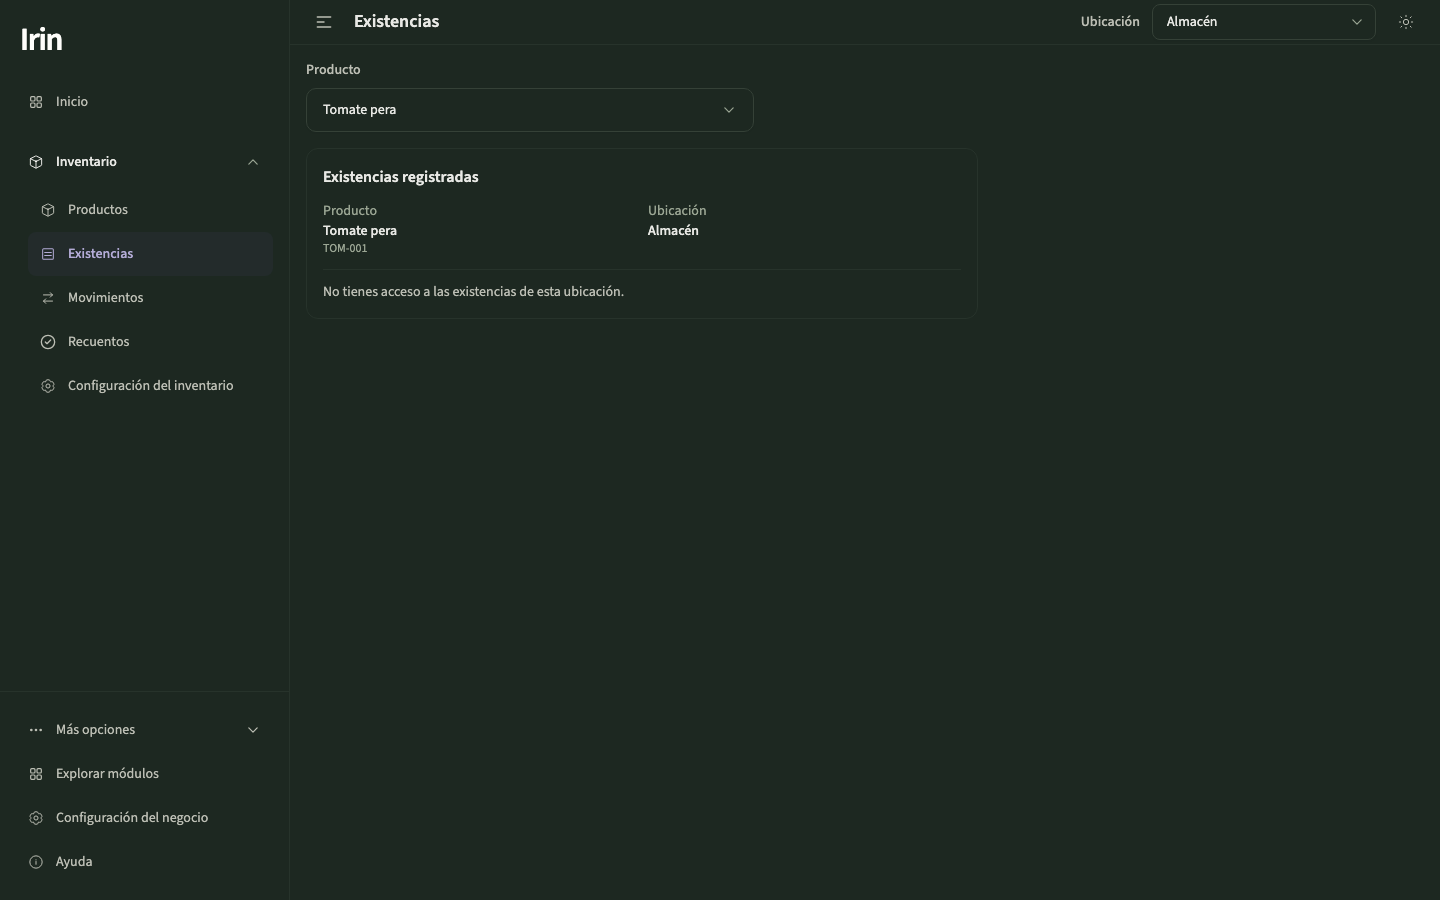 Irin
Inicio
Inventario
Productos
Existencias
Movimientos
Recuentos
Configuración del inventario
Más opciones
Explorar módulos
Configuración del negocio
Ayuda
Existencias
Ubicación
Almacén
Producto
Tomate pera
Existencias registradas
Producto
Tomate pera
TOM-001
Ubicación
Almacén
No tienes acceso a las existencias de esta ubicación.